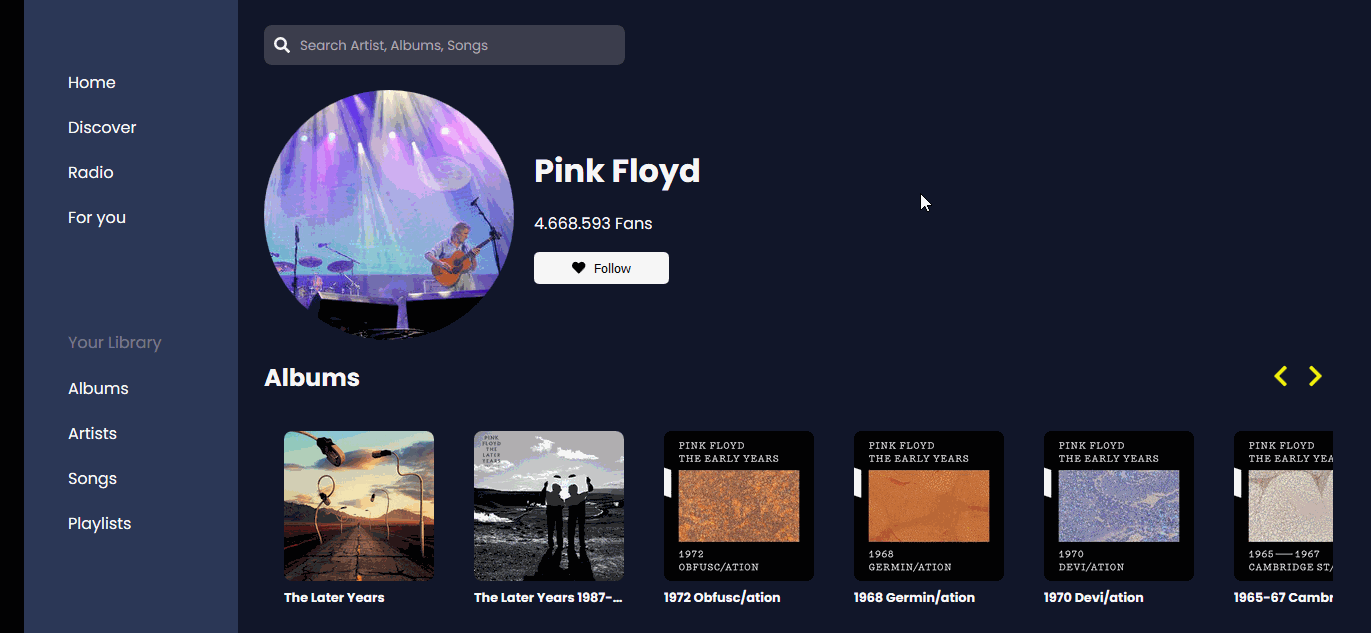 Search Artist, Albums, Songs
Home
Discover
Radio
For you
Your Library
Albums
Artists
Songs
Playlists
Pink Floyd
4.668.593 Fans
Follow
Albums
PINK FLOYD
THE LATER
YEARS
PINK FLOYD
THE EARLY YEARS
1972
OBFUSC/ATION
PINK FLOYD
THE EARLY YEARS
1968
GERMIN/ATION
PINK FLOYD
THE EARLY YEARS
1970
DEVI/ATION
PINK FLOYD
THE EARLY YEA
1965 — 1967
CAMBRIDGE ST/
The Later Years
The Later Years 1987-...
1972 Obfusc/ation
1968 Germin/ation
1970 Devi/ation
1965-67 Cambr